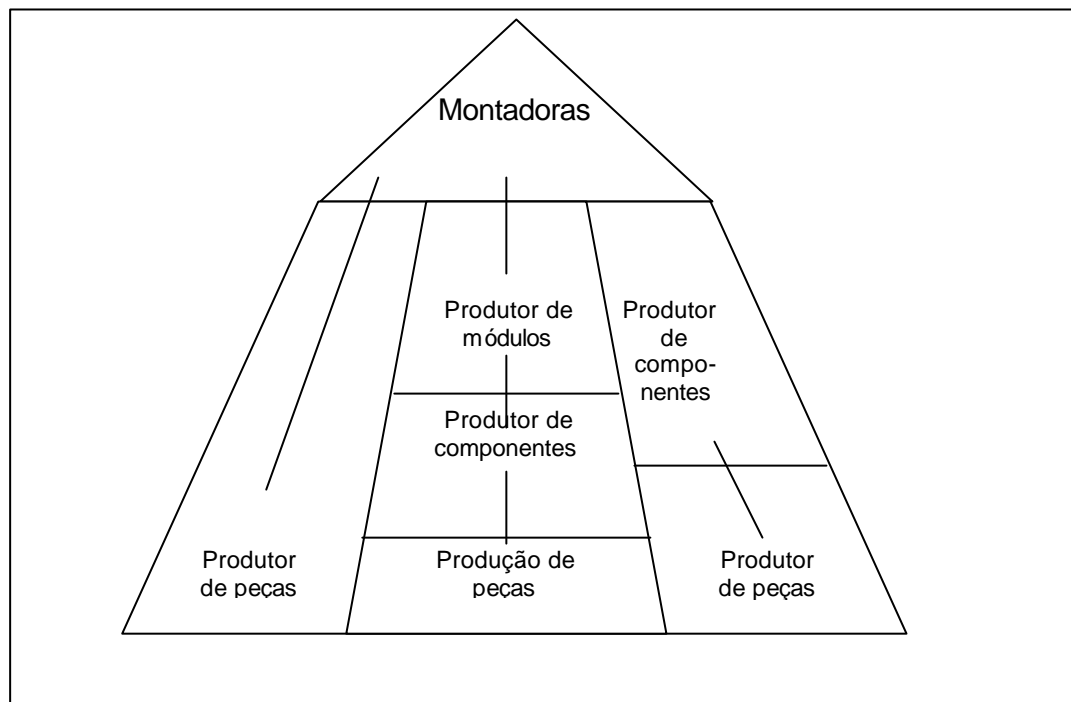 Montadoras
Produtor de
módulos
Produtor
de
compo-
nentes
Produtor de
componentes
Produtor
de peças
Produção de
peças
Produtor
de peças